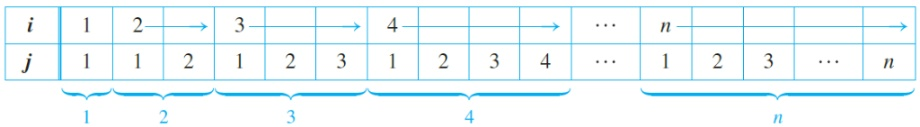 i 1 2 3 4 ⋯ n
j 1 1 2 1 2 3 1 2 3 4 ⋯ 1 2 3 ⋯ n
1 2 3 4 n